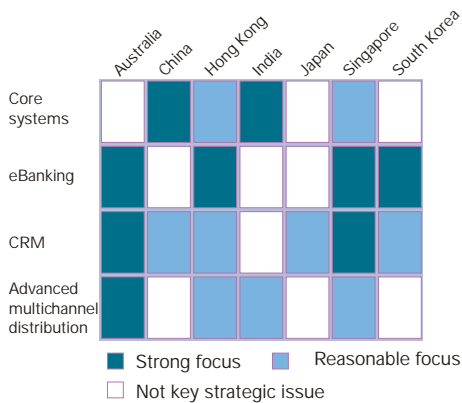 Australia
China
Hong Kong
India
Japan
Singapore
South Korea
Core
systems
eBanking
CRM
Advanced
multichannel
distribution
Strong focus
Reasonable focus
Not key strategic issue